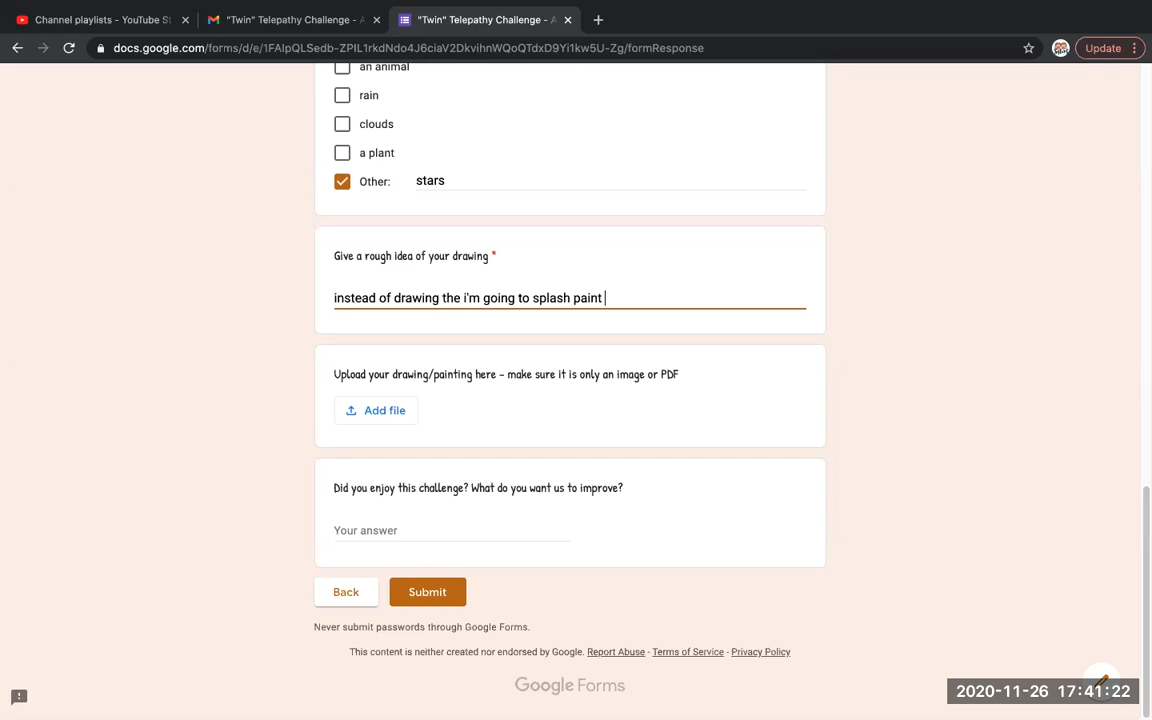 Channel playlists - YouTube St
"Twin" Telepathy Challenge - A
"Twin" Telepathy Challenge - A
docs.google.com/forms/d/e/1FAIpQLSedb-ZPIL1rkdNdo4J6ciaV2DkvihnWQoQTdxD9Yi1kw5U-Zg/formResponse
Update
an animal
rain
clouds
a plant
Other: stars
Give a rough idea of your drawing *
instead of drawing the i'm going to splash paint
Upload your drawing/painting here - make sure it is only an image or PDF
Add file
Did you enjoy this challenge? What do you want us to improve?
Your answer
Back Submit
Never submit passwords through Google Forms.
This content is neither created nor endorsed by Google. Report Abuse - Terms of Service - Privacy Policy
Google Forms
2020-11-26 17:41:22